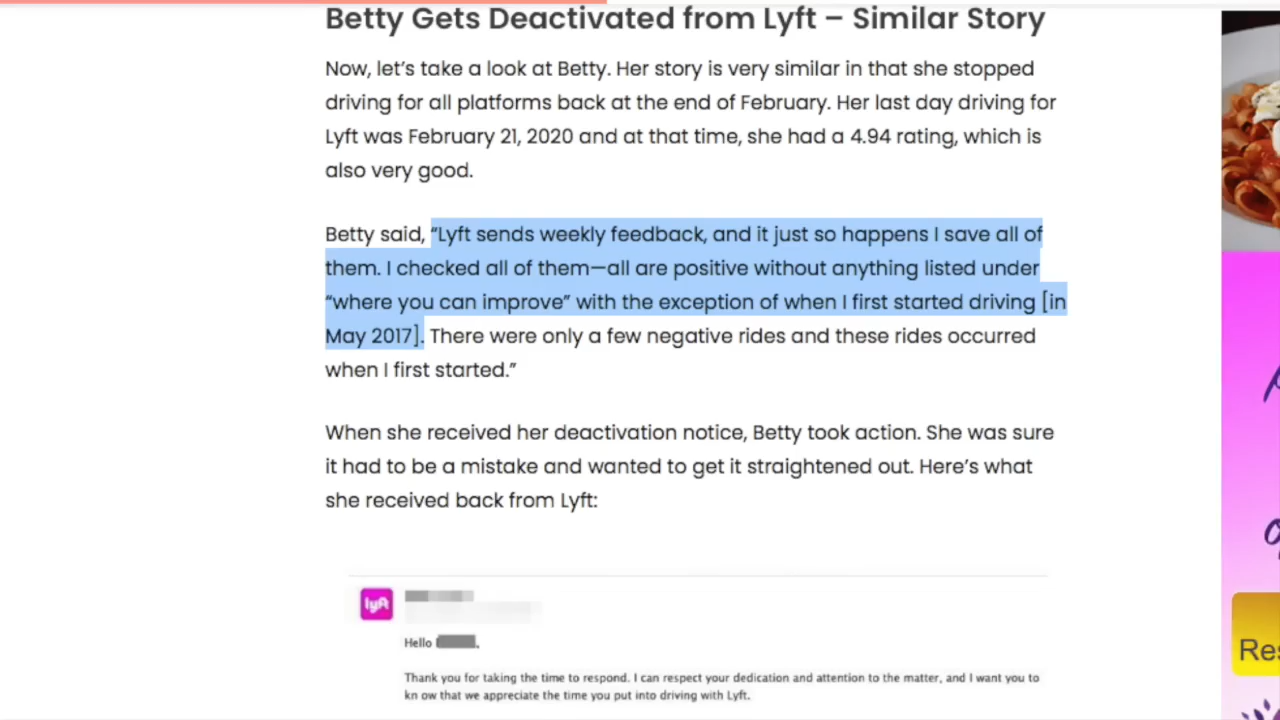 Betty Gets Deactivated from Lyft – Similar Story
Now, let's take a look at Betty. Her story is very similar in that she stopped
driving for all platforms back at the end of February. Her last day driving for
Lyft was February 21, 2020 and at that time, she had a 4.94 rating, which is
also very good.
Betty said, “Lyft sends weekly feedback, and it just so happens I save all of
them. I checked all of them—all are positive without anything listed under
“where you can improve” with the exception of when I first started driving [in
May 2017]. There were only a few negative rides and these rides occurred
when I first started.”
When she received her deactivation notice, Betty took action. She was sure
it had to be a mistake and wanted to get it straightened out. Here's what
she received back from Lyft:
lyft
Hello
Thank you for taking the time to respond. I can respect your dedication and attention to the matter, and I want you to
kn ow that we appreciate the time you put into driving with Lyft.